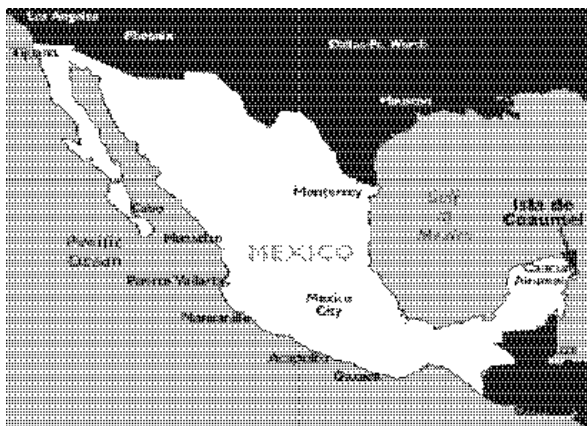 Los Angeles
Phoenix
Dallas-Ft. Worth
Tijuana
Houston
Monterrey
Gulf
of
Mexico
Isla de
Cozumel
Cabo
Pacific
Ocean
Mazatlan
MEXICO
Cancun
Puerto Vallarta
Mexico
City
Manzanillo
Acapulco